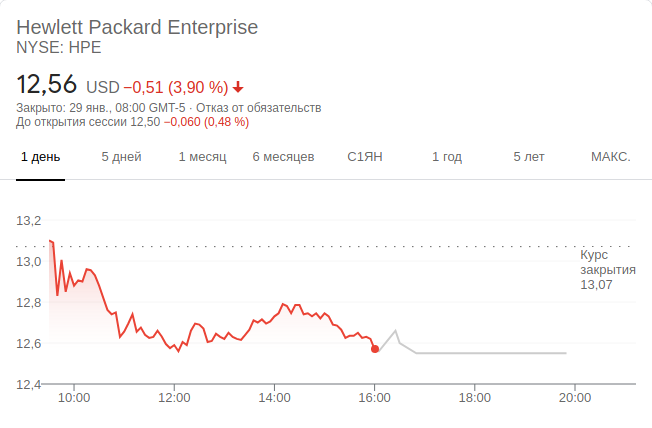 Hewlett Packard Enterprise
NYSE: HPE
12,56 USD −0,51 (3,90 %)
Закрыто: 29 янв., 08:00 GMT-5 · Отказ от обязательств
До открытия сессии 12,50 −0,060 (0,48 %)
1 день 5 дней 1 месяц 6 месяцев С1ЯН 1 год 5 лет МАКС.
13,2
13,0
12,8
12,6
12,4
Курс
закрытия
13,07
10:00 12:00 14:00 16:00 18:00 20:00